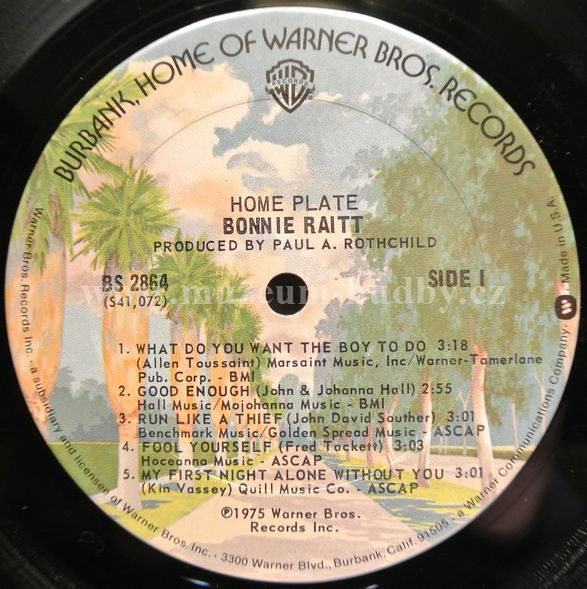 BURBANK, HOME OF WARNER BROS. RECORDS
WB
RECORDS
HOME PLATE
BONNIE RAITT
PRODUCED BY PAUL A. ROTHCHILD
BS 2864
(S41,072)
SIDE 1
www.muzeum-hudby.cz
1. WHAT DO YOU WANT THE BOY TO DO 3:18
(Allen Toussaint) Marsaint Music, Inc/Warner-Tamerlane
Pub. Corp. - BMI
2. GOOD ENOUGH (John & Johanna Hall) 2:55
Hall Music/Mojohanna Music - BMI
3. RUN LIKE A THIEF (John David Souther) 3:01
Benchmark Music/Golden Spread Music - ASCAP
4. FOOL YOURSELF (Fred Tackett) 3:03
Hoceanna Music - ASCAP
5. MY FIRST NIGHT ALONE WITHOUT YOU 3:01
(Kin Vassey) Quill Music Co. - ASCAP
℗1975 Warner Bros.
Records Inc.
Warner Bros. Records Inc. · a subsidiary and licensee of Warner Bros. Inc. · 3300 Warner Blvd., Burbank, Calif. 91505 · a Warner Communications Company. · Made in U.S.A.